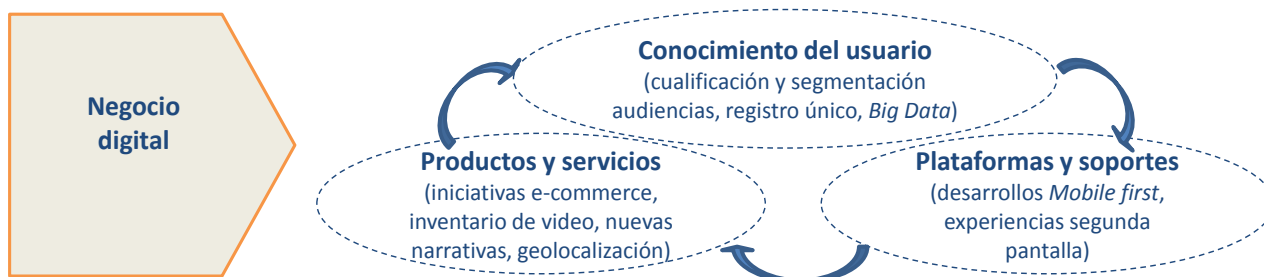 Negocio
digital
Conocimiento del usuario
(cualificación y segmentación
audiencias, registro único, Big Data)
Productos y servicios
(iniciativas e-commerce,
inventario de video, nuevas
narrativas, geolocalización)
Plataformas y soportes
(desarrollos Mobile first,
experiencias segunda
pantalla)